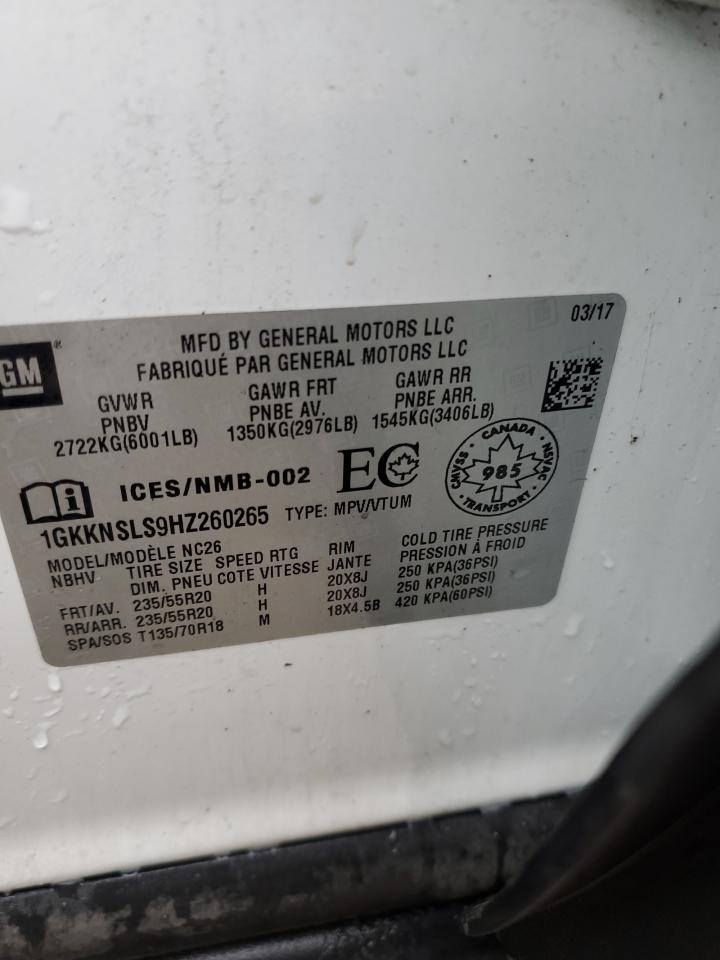 GM ®
03/17
MFD BY GENERAL MOTORS LLC
FABRIQUÉ PAR GENERAL MOTORS LLC
GVWR GAWR FRT GAWR RR
PNBV PNBE AV. PNBE ARR.
2722KG(6001LB) 1350KG(2976LB) 1545KG(3406LB)
ICES/NMB-002 EC
CANADA
CMVSS 985 NSVAC
TRANSPORT
1GKKNSLS9HZ260265 TYPE: MPV/VTUM
MODEL/MODÈLE NC26
NBHV TIRE SIZE SPEED RTG RIM COLD TIRE PRESSURE
DIM. PNEU COTE VITESSE JANTE PRESSION À FROID
FRT/AV. 235/55R20 H 20X8J 250 KPA(36PSI)
RR/ARR. 235/55R20 H 20X8J 250 KPA(36PSI)
SPA/SOS T135/70R18 M 18X4.5B 420 KPA(60PSI)